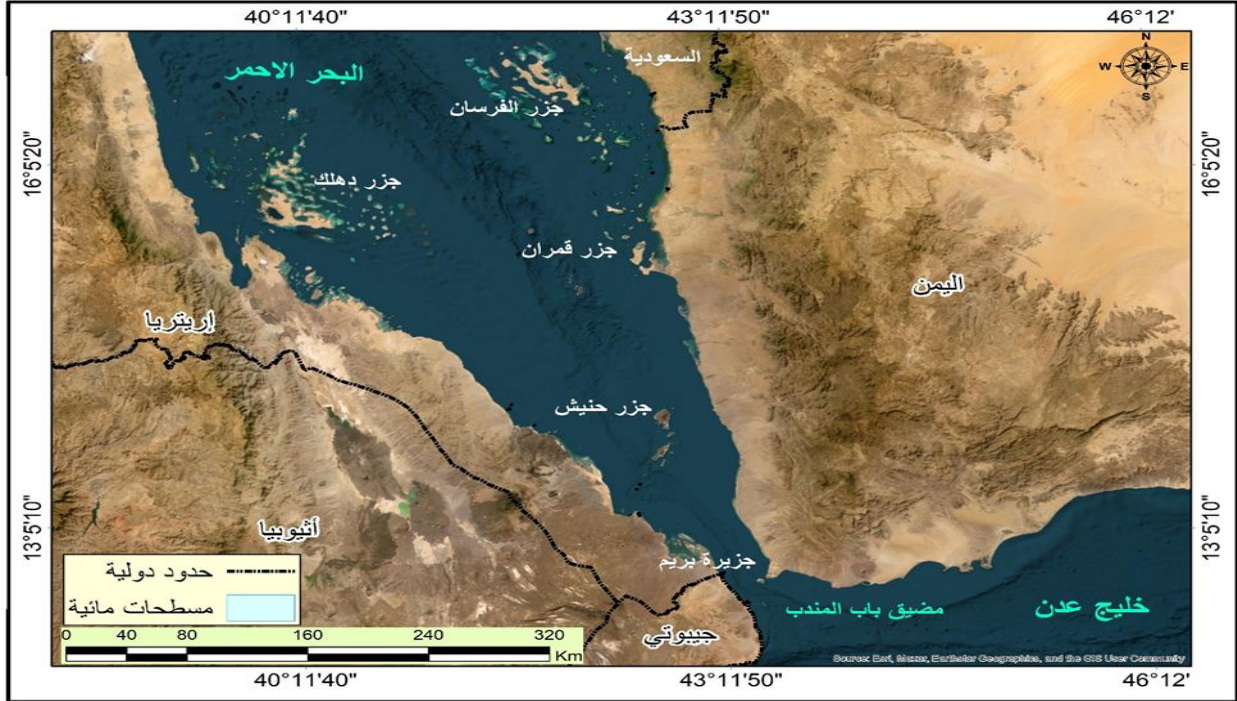 40°11'40" 43°11'50" 46°12'
البحر الاحمر
السعودية
N
W E
S
جزر الفرسان
16°5'20" 16°5'20"
جزر دهلك
جزر قمران
اليمن
إريتريا
جزر حنيش
13°5'10" 13°5'10"
أثيوبيا
جزيرة بريم
حدود دولية
مسطحات مائية
مضيق باب المندب
خليج عدن
جيبوتي
0 40 80 160 240 320
Km
Source: Esri, Maxar, Earthstar Geographics, and the GIS User Community
40°11'40" 43°11'50" 46°12'